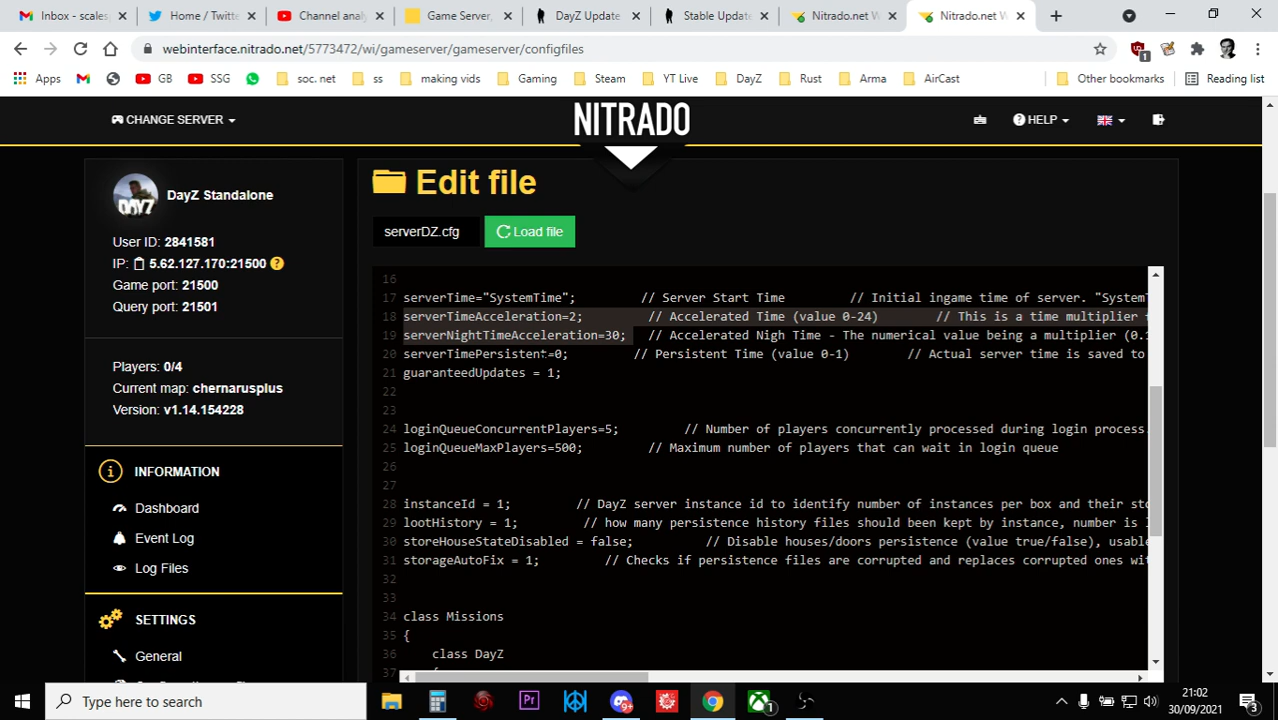 Inbox - scales
Home / Twitte
Channel anal
Game Server,
DayZ Update
Stable Updat
Nitrado.net W
Nitrado.net W
webinterface.nitrado.net/5773472/wi/gameserver/gameserver/configfiles
1
Apps
GB
SSG
soc. net
ss
making vids
Gaming
Steam
YT Live
DayZ
Rust
Arma
AirCast
Other bookmarks
Reading list
CHANGE SERVER
NITRADO
HELP
DAYZ
DayZ Standalone
User ID: 2841581
IP: 5.62.127.170:21500
Game port: 21500
Query port: 21501
Players: 0/4
Current map: chernarusplus
Version: v1.14.154228
INFORMATION
Dashboard
Event Log
Log Files
SETTINGS
General
Edit file
serverDZ.cfg
Load file
16
17 serverTime="SystemTime"; // Server Start Time // Initial ingame time of server. "System
18 serverTimeAcceleration=2; // Accelerated Time (value 0-24) // This is a time multiplier
19 serverNightTimeAcceleration=30; // Accelerated Nigh Time - The numerical value being a multiplier (0.1
20 serverTimePersistent=0; // Persistent Time (value 0-1) // Actual server time is saved to
21 guaranteedUpdates = 1;
22
23
24 loginQueueConcurrentPlayers=5; // Number of players concurrently processed during login process.
25 loginQueueMaxPlayers=500; // Maximum number of players that can wait in login queue
26
27
28 instanceId = 1; // DayZ server instance id to identify number of instances per box and their sto
29 lootHistory = 1; // how many persistence history files should been kept by instance, number is l
30 storeHouseStateDisabled = false; // Disable houses/doors persistence (value true/false), usabl
31 storageAutoFix = 1; // Checks if persistence files are corrupted and replaces corrupted ones wit
32
33
34 class Missions
35 {
36 class DayZ
37 {
Type here to search
Pr
9+
1
21:02
30/09/2021
3